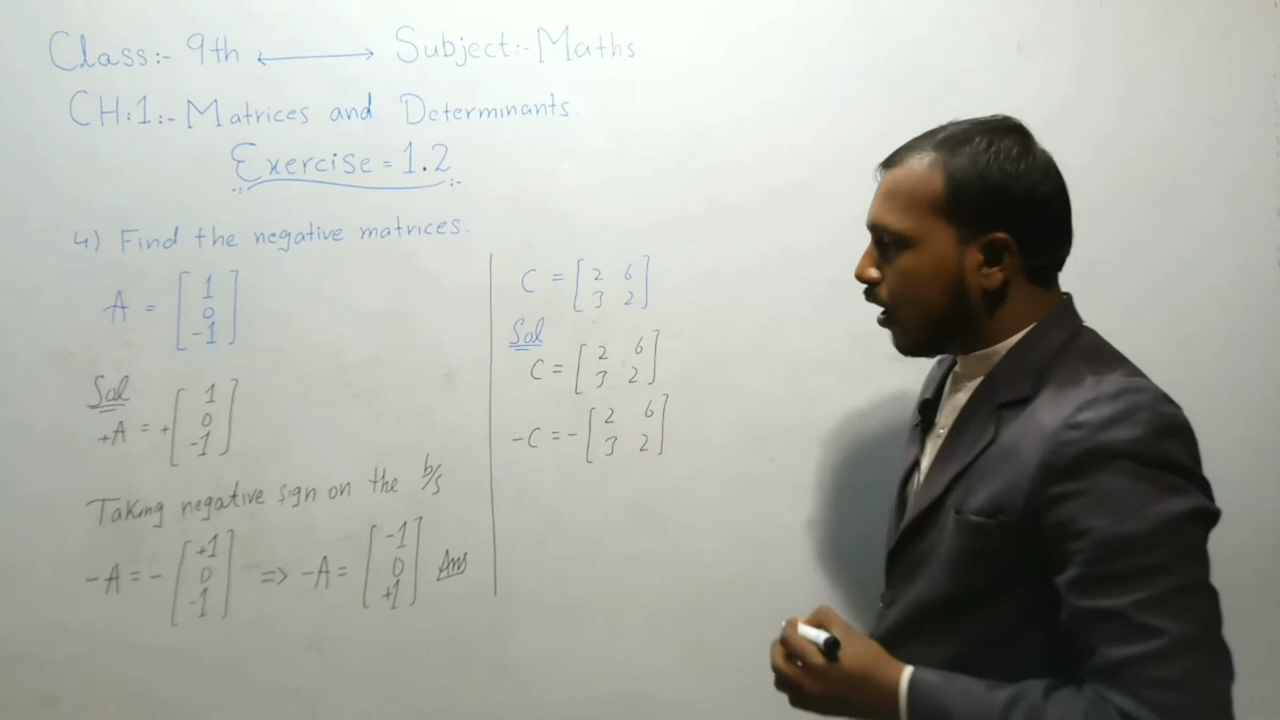 Class:- 9th ⟷ Subject:- Maths
CH:1:- Matrices and Determinants.
Exercise = 1.2
4) Find the negative matrices.
A = [1
0
-1]
Sol
+A = +[1
0
-1]
Taking negative sign on the b/s
-A = -[+1
0
-1] => -A = [-1
0
+1] Ans
C = [2 6
3 2]
Sol
C = [2 6
3 2]
-C = -[2 6
3 2]